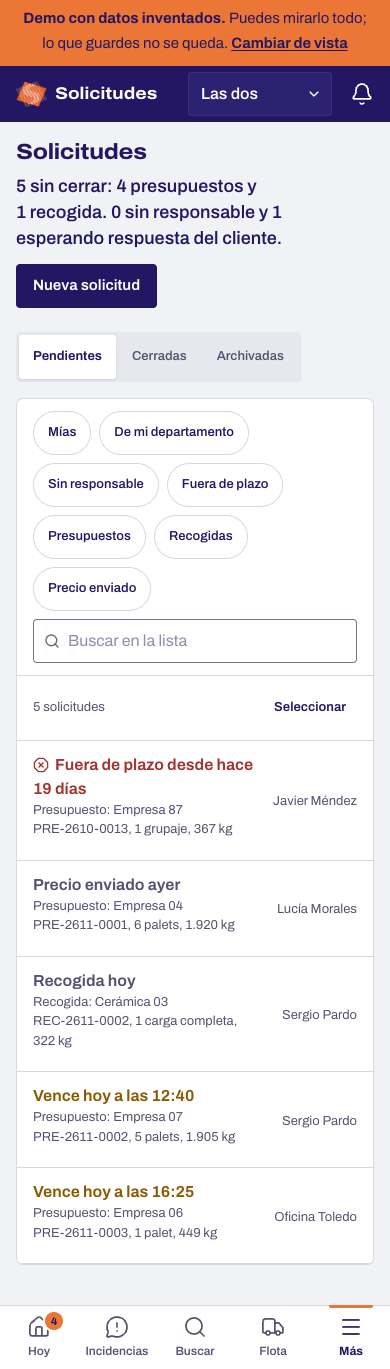 Demo con datos inventados. Puedes mirarlo todo;
lo que guardes no se queda. Cambiar de vista
Solicitudes
Las dos
Solicitudes
5 sin cerrar: 4 presupuestos y
1 recogida. 0 sin responsable y 1
esperando respuesta del cliente.
Nueva solicitud
Pendientes
Cerradas
Archivadas
Mías
De mi departamento
Sin responsable
Fuera de plazo
Presupuestos
Recogidas
Precio enviado
Buscar en la lista
5 solicitudes
Seleccionar
Fuera de plazo desde hace
19 días
Presupuesto: Empresa 87
PRE-2610-0013, 1 grupaje, 367 kg
Javier Méndez
Precio enviado ayer
Presupuesto: Empresa 04
PRE-2611-0001, 6 palets, 1.920 kg
Lucía Morales
Recogida hoy
Recogida: Cerámica 03
REC-2611-0002, 1 carga completa,
322 kg
Sergio Pardo
Vence hoy a las 12:40
Presupuesto: Empresa 07
PRE-2611-0002, 5 palets, 1.905 kg
Sergio Pardo
Vence hoy a las 16:25
Presupuesto: Empresa 06
PRE-2611-0003, 1 palet, 449 kg
Oficina Toledo
4
Hoy
Incidencias
Buscar
Flota
Más